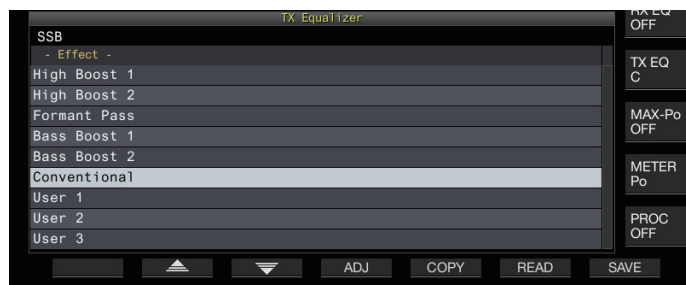 TX Equalizer
SSB
- Effect -
High Boost 1
High Boost 2
Formant Pass
Bass Boost 1
Bass Boost 2
Conventional
User 1
User 2
User 3
RX EQ
OFF
TX EQ
C
MAX-Po
OFF
METER
Po
PROC
OFF
ADJ
COPY
READ
SAVE